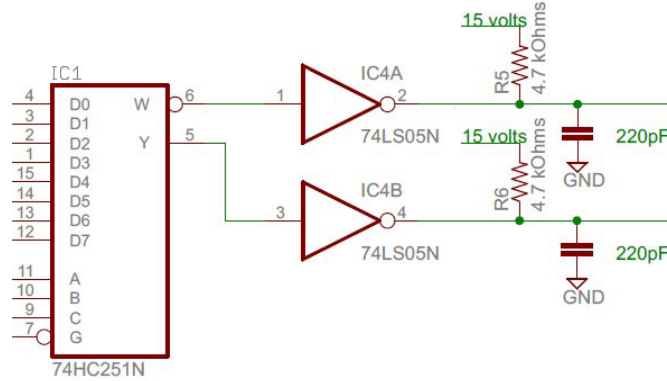 15 volts
R5
4.7 kOhms
220pF
GND
IC1
4 D0 W 6
3 D1
2 D2 Y 5
1 D3
15 D4
14 D5
13 D6
12 D7
11 A
10 B
9 C
7 G
74HC251N
IC4A
1 2
74LS05N
15 volts
R6
4.7 kOhms
IC4B
3 4
74LS05N
220pF
GND